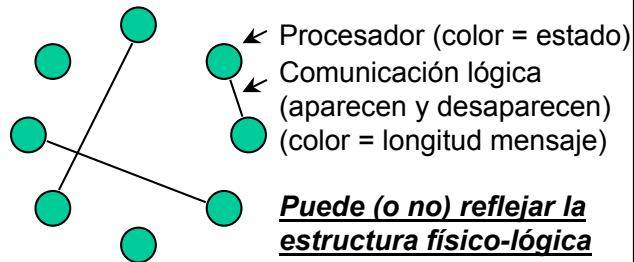 Procesador (color = estado)
Comunicación lógica
(aparecen y desaparecen)
(color = longitud mensaje)
Puede (o no) reflejar la
estructura físico-lógica